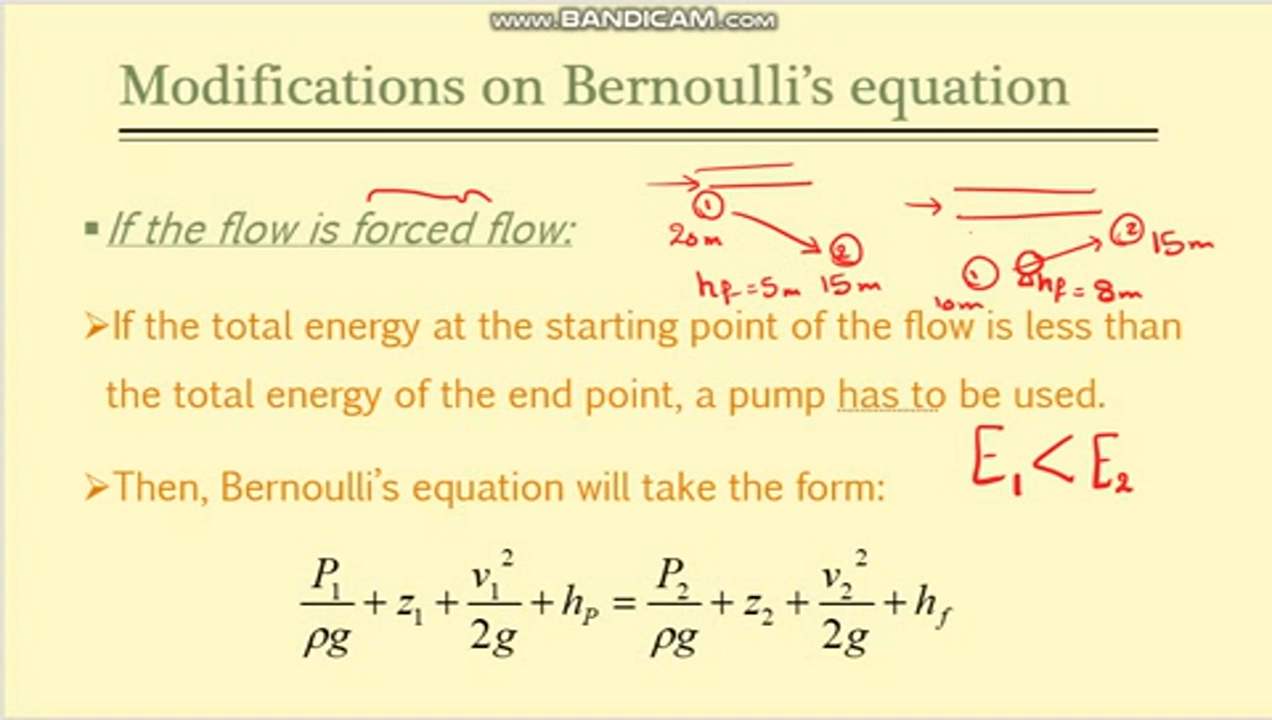 www.BANDICAM.com
Modifications on Bernoulli's equation
▪ If the flow is forced flow:
→ ① 20m ② 15m
hf = 5m
→ ① 10m ② 15m
hf = 8m
➢If the total energy at the starting point of the flow is less than
the total energy of the end point, a pump has to be used.
E₁ < E₂
➢Then, Bernoulli's equation will take the form:
P₁/ρg + z₁ + v₁²/2g + hₚ = P₂/ρg + z₂ + v₂²/2g + h_f